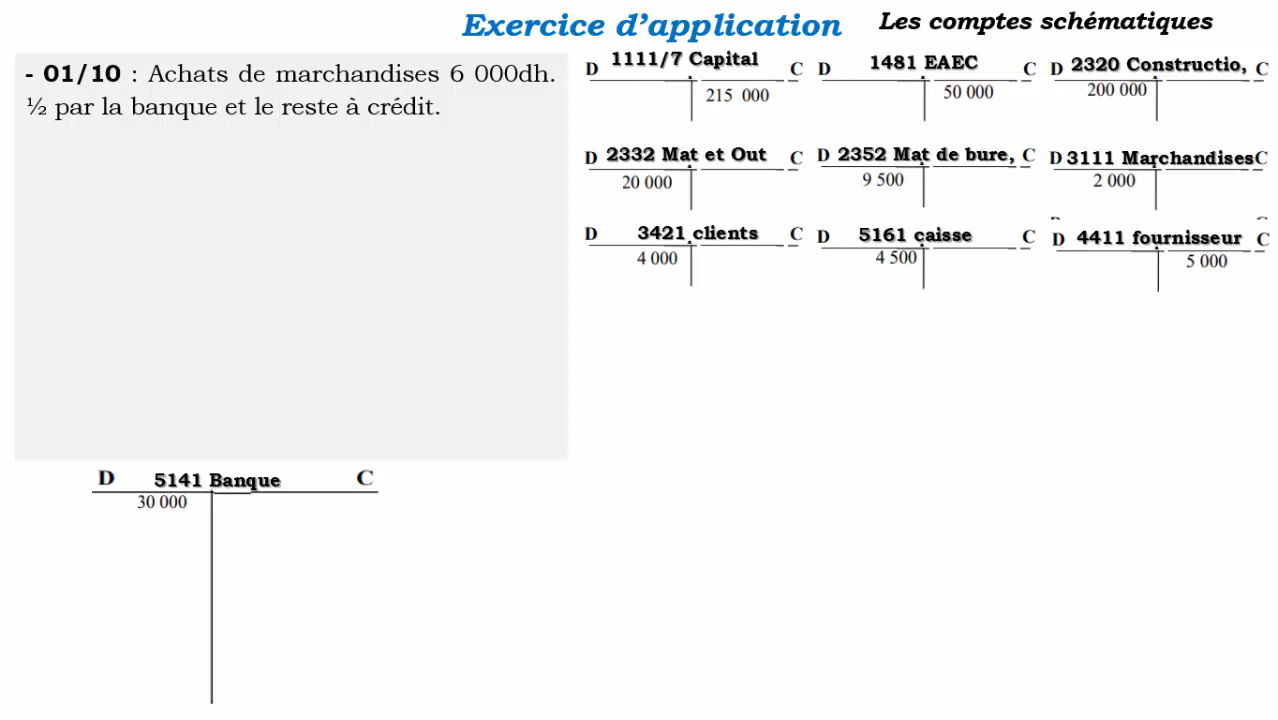 Exercice d’application
Les comptes schématiques
- 01/10 : Achats de marchandises 6 000dh.
½ par la banque et le reste à crédit.
D 1111/7 Capital C
215 000
D 1481 EAEC C
50 000
D 2320 Constructio, C
200 000
D 2332 Mat et Out C
20 000
D 2352 Mat de bure, C
9 500
D 3111 Marchandises C
2 000
D 3421 clients C
4 000
D 5161 caisse C
4 500
D 4411 fournisseur C
5 000
D 5141 Banque C
30 000